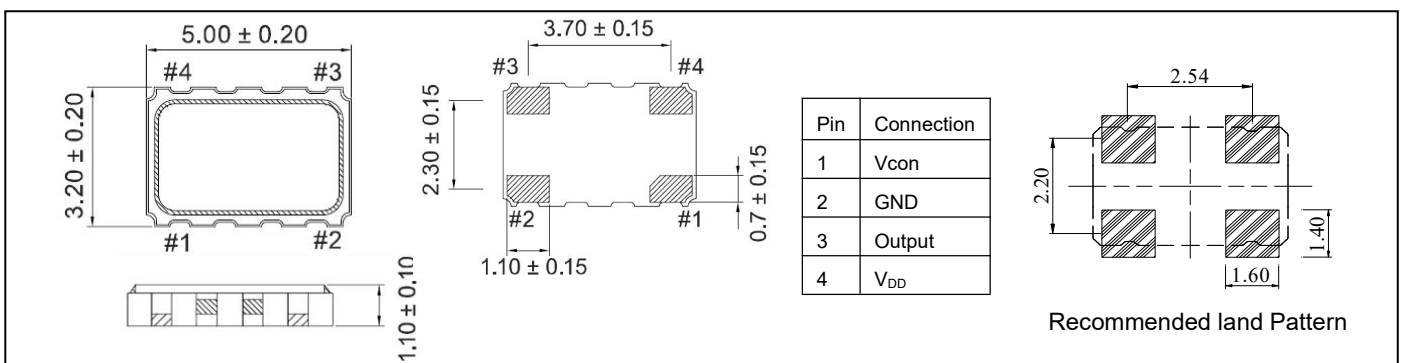 5.00 ± 0.20
#4 #3
3.20 ± 0.20
#1 #2
1.10 ± 0.10
3.70 ± 0.15
#3 #4
2.30 ± 0.15
#2 #1
0.7 ± 0.15
1.10 ± 0.15
Pin Connection
1 Vcon
2 GND
3 Output
4 VDD
2.54
2.20
1.40
1.60
Recommended land Pattern